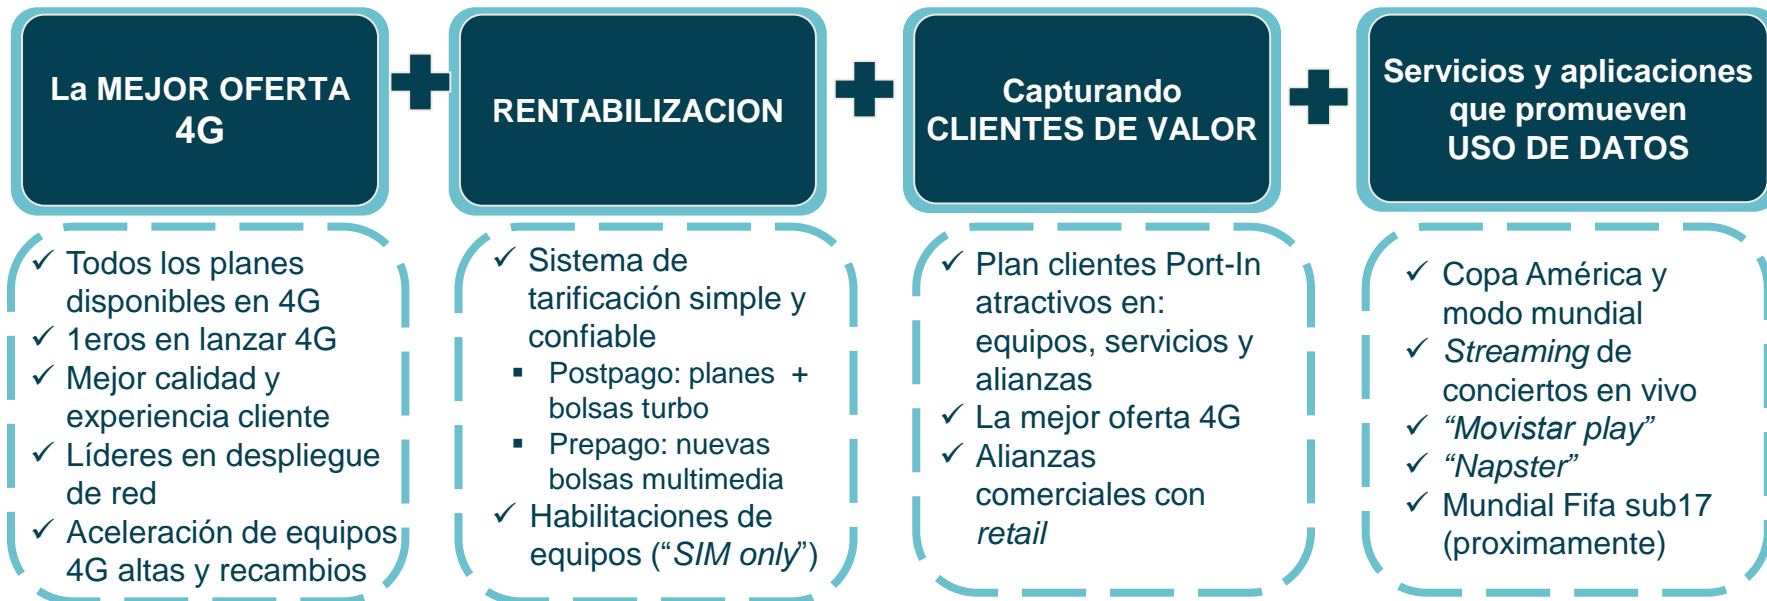 La MEJOR OFERTA
4G
✓ Todos los planes
disponibles en 4G
✓ 1eros en lanzar 4G
✓ Mejor calidad y
experiencia cliente
✓ Líderes en despliegue
de red
✓ Aceleración de equipos
4G altas y recambios
RENTABILIZACION
✓ Sistema de
tarificación simple y
confiable
▪ Postpago: planes +
bolsas turbo
▪ Prepago: nuevas
bolsas multimedia
✓ Habilitaciones de
equipos (“SIM only”)
Capturando
CLIENTES DE VALOR
✓ Plan clientes Port-In
atractivos en:
equipos, servicios y
alianzas
✓ La mejor oferta 4G
✓ Alianzas
comerciales con
retail
Servicios y aplicaciones
que promueven
USO DE DATOS
✓ Copa América y
modo mundial
✓ Streaming de
conciertos en vivo
✓ “Movistar play”
✓ “Napster”
✓ Mundial Fifa sub17
(proximamente)